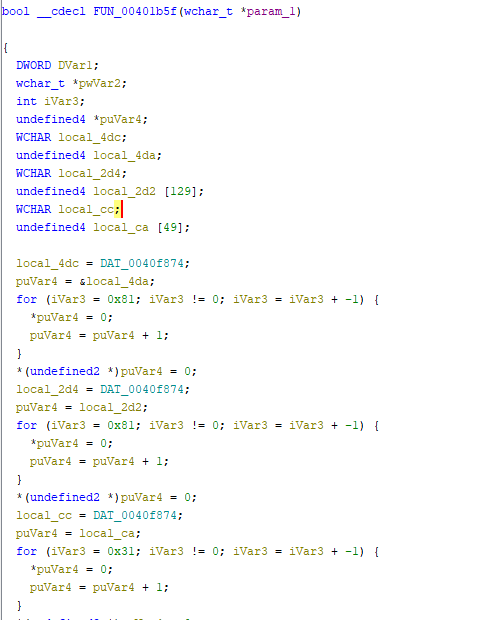 bool __cdecl FUN_00401b5f(wchar_t *param_1)
{
DWORD DVar1;
wchar_t *pwVar2;
int iVar3;
undefined4 *puVar4;
WCHAR local_4dc;
undefined4 local_4da;
WCHAR local_2d4;
undefined4 local_2d2 [129];
WCHAR local_cc;
undefined4 local_ca [49];
local_4dc = DAT_0040f874;
puVar4 = &local_4da;
for (iVar3 = 0x81; iVar3 != 0; iVar3 = iVar3 + -1) {
*puVar4 = 0;
puVar4 = puVar4 + 1;
}
*(undefined2 *)puVar4 = 0;
local_2d4 = DAT_0040f874;
puVar4 = local_2d2;
for (iVar3 = 0x81; iVar3 != 0; iVar3 = iVar3 + -1) {
*puVar4 = 0;
puVar4 = puVar4 + 1;
}
*(undefined2 *)puVar4 = 0;
local_cc = DAT_0040f874;
puVar4 = local_ca;
for (iVar3 = 0x31; iVar3 != 0; iVar3 = iVar3 + -1) {
*puVar4 = 0;
puVar4 = puVar4 + 1;
}